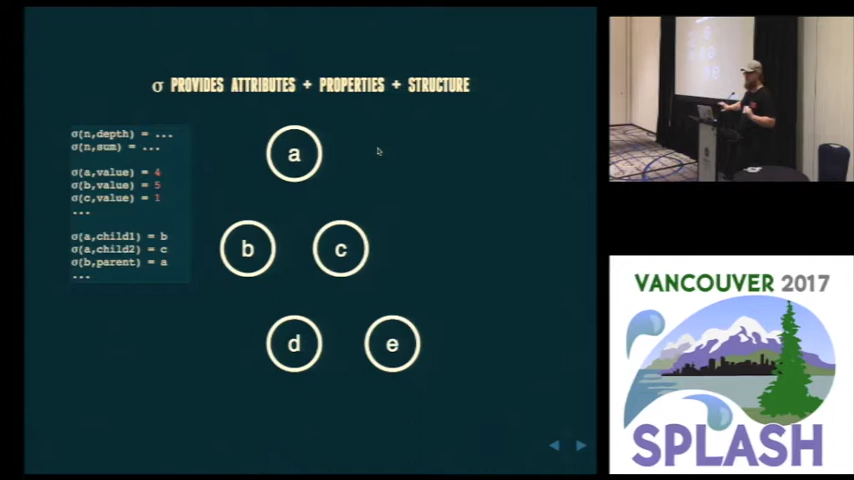 σ PROVIDES ATTRIBUTES + PROPERTIES + STRUCTURE
σ(n,depth) = ...
σ(n,sum) = ...
σ(a,value) = 4
σ(b,value) = 5
σ(c,value) = 1
...
σ(a,child1) = b
σ(a,child2) = c
σ(b,parent) = a
...
a
b
c
d
e
VANCOUVER 2017
SPLASH